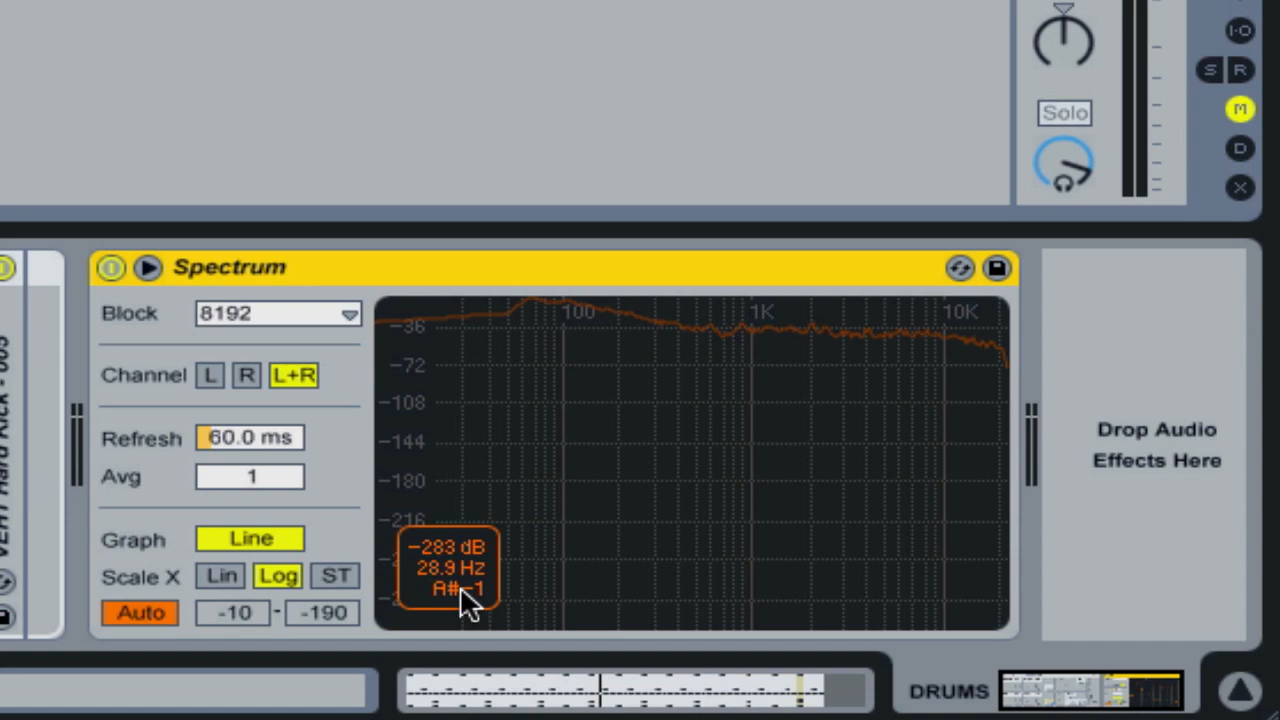 I·O
S R
Solo
M
D
X
Spectrum
Block 8192
Channel L R L+R
Refresh 60.0 ms
Avg 1
Graph Line
Scale X Lin Log ST
Auto -10 - -190
100 1K 10K
-36
-72
-108
-144
-180
-216
-283 dB
28.9 Hz
A#-1
Drop Audio
Effects Here
DRUMS